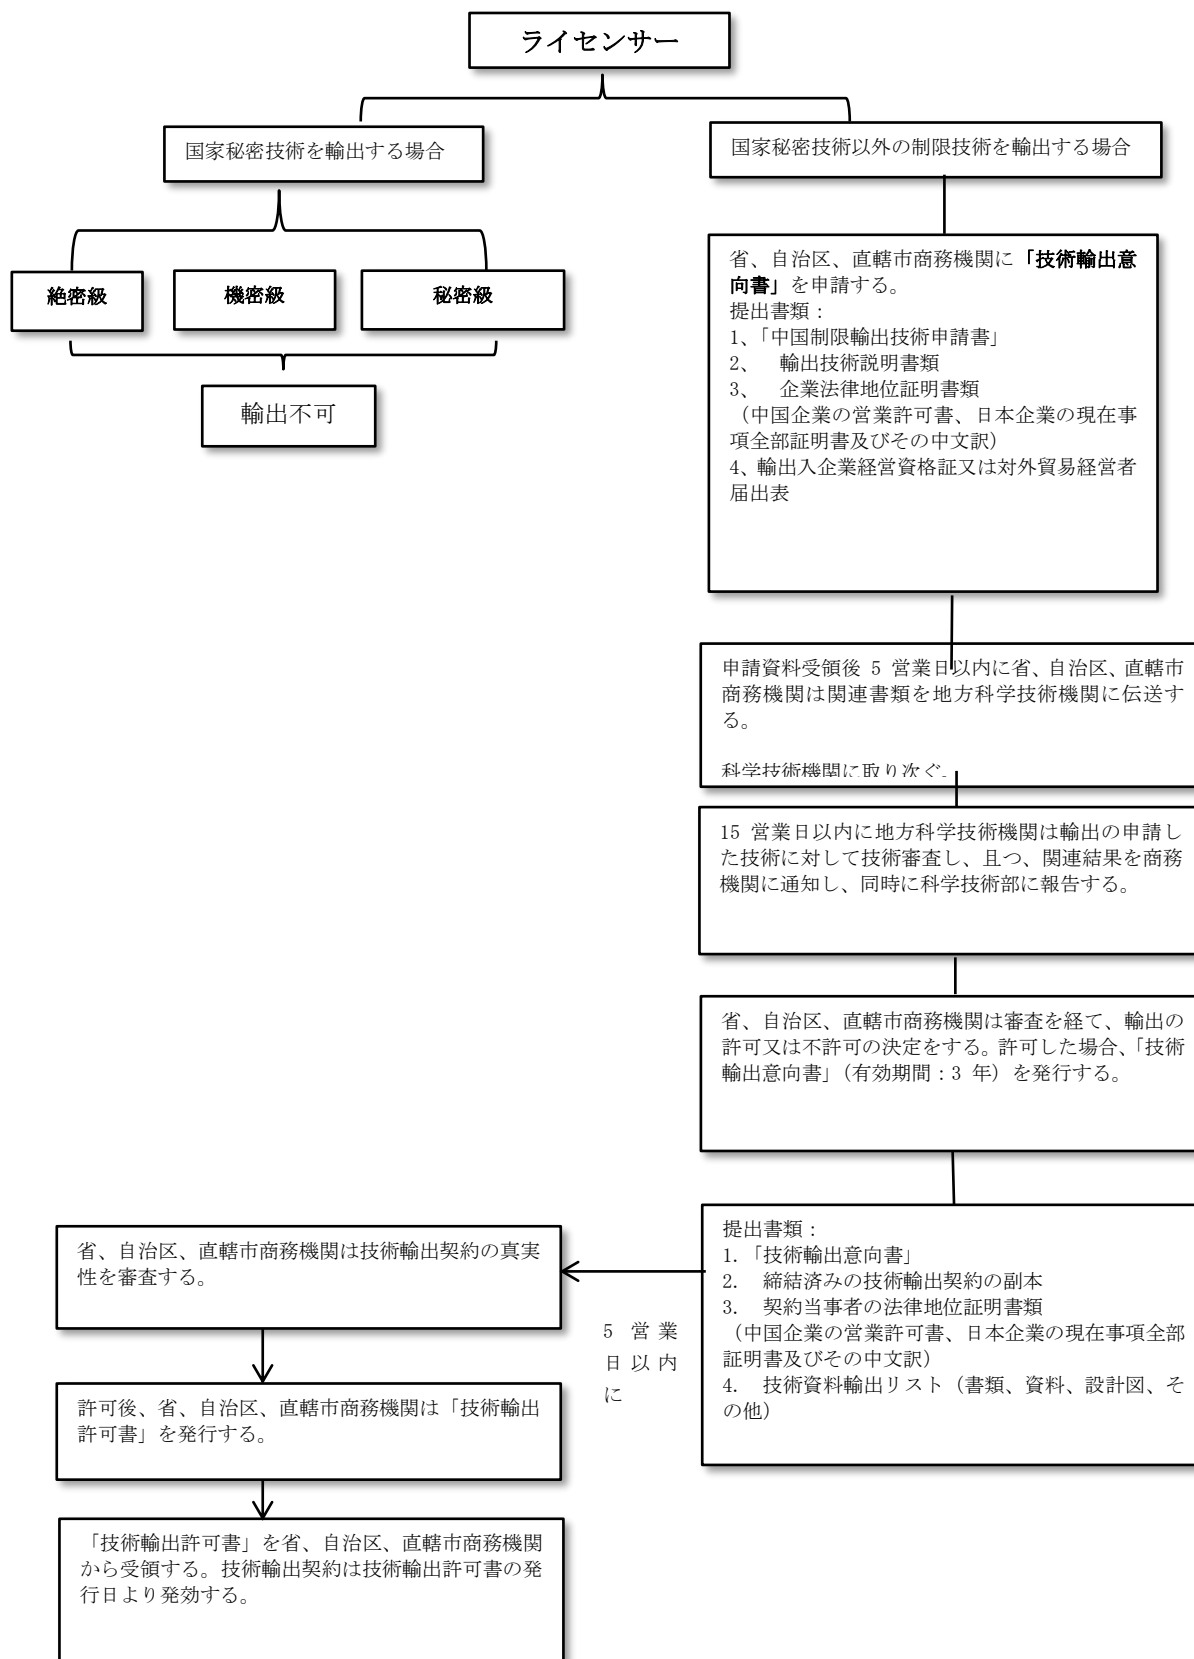 ライセンサー
国家秘密技術を輸出する場合
国家秘密技術以外の制限技術を輸出する場合
絶密級
機密級
秘密級
輸出不可
省、自治区、直轄市商務機関に「技術輸出意
向書」を申請する。
提出書類：
1、「中国制限輸出技術申請書」
2、 輸出技術説明書類
3、 企業法律地位証明書類
（中国企業の営業許可書、日本企業の現在事
項全部証明書及びその中文訳）
4、輸出入企業経営資格証又は対外貿易経営者
届出表
申請資料受領後 5 営業日以内に省、自治区、直轄市
商務機関は関連書類を地方科学技術機関に伝送す
る。
科学技術機関に取り次ぐ。
15 営業日以内に地方科学技術機関は輸出の申請し
た技術に対して技術審査し、且つ、関連結果を商務
機関に通知し、同時に科学技術部に報告する。
省、自治区、直轄市商務機関は審査を経て、輸出の
許可又は不許可の決定をする。許可した場合、「技術
輸出意向書」（有効期間：3 年）を発行する。
提出書類：
1.「技術輸出意向書」
2. 締結済みの技術輸出契約の副本
3. 契約当事者の法律地位証明書類
（中国企業の営業許可書、日本企業の現在事項全部
証明書及びその中文訳）
4. 技術資料輸出リスト（書類、資料、設計図、そ
の他）
5 営業
日以内
に
省、自治区、直轄市商務機関は技術輸出契約の真実
性を審査する。
許可後、省、自治区、直轄市商務機関は「技術輸出
許可書」を発行する。
「技術輸出許可書」を省、自治区、直轄市商務機関
から受領する。技術輸出契約は技術輸出許可書の発
行日より発効する。